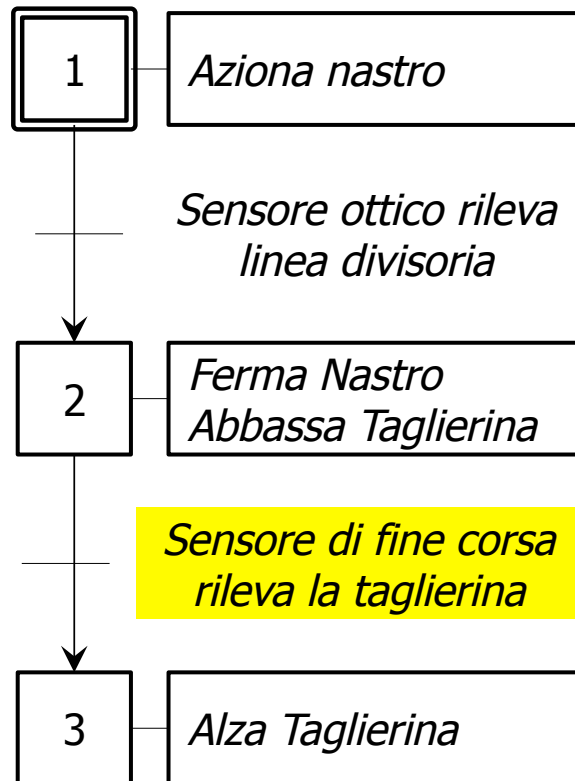 1
Aziona nastro
Sensore ottico rileva
linea divisoria
2
Ferma Nastro
Abbassa Taglierina
Sensore di fine corsa
rileva la taglierina
3
Alza Taglierina